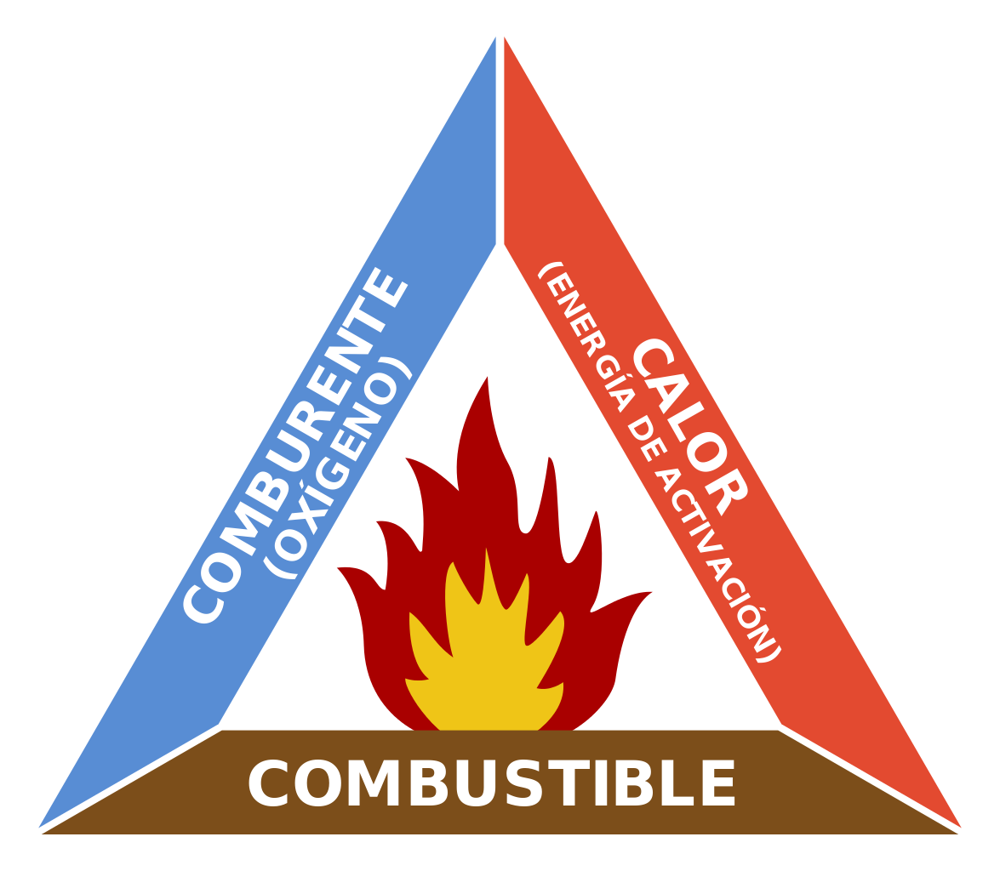 COMBURENTE
(OXÍGENO)
CALOR
(ENERGÍA DE ACTIVACIÓN)
COMBUSTIBLE